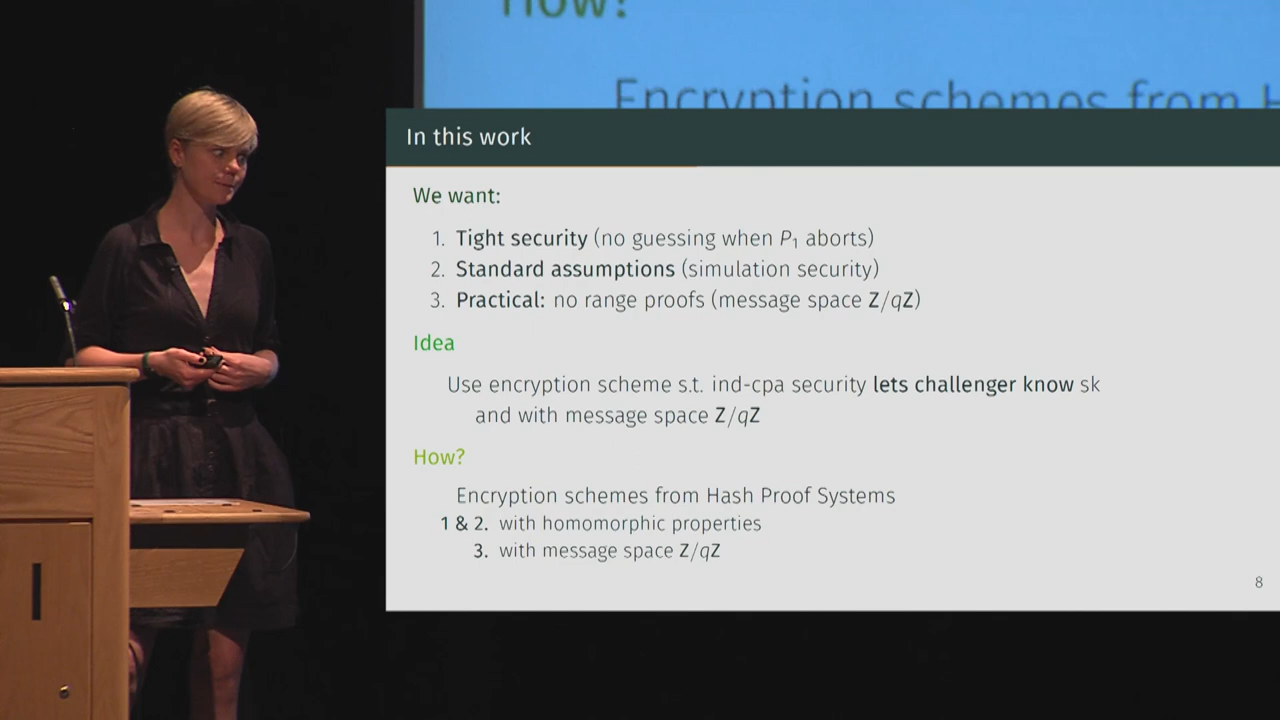 How?
Encryption schemes from H
In this work
We want:
1. Tight security (no guessing when P₁ aborts)
2. Standard assumptions (simulation security)
3. Practical: no range proofs (message space Z/qZ)
Idea
Use encryption scheme s.t. ind-cpa security lets challenger know sk
and with message space Z/qZ
How?
Encryption schemes from Hash Proof Systems
1 & 2. with homomorphic properties
3. with message space Z/qZ
8